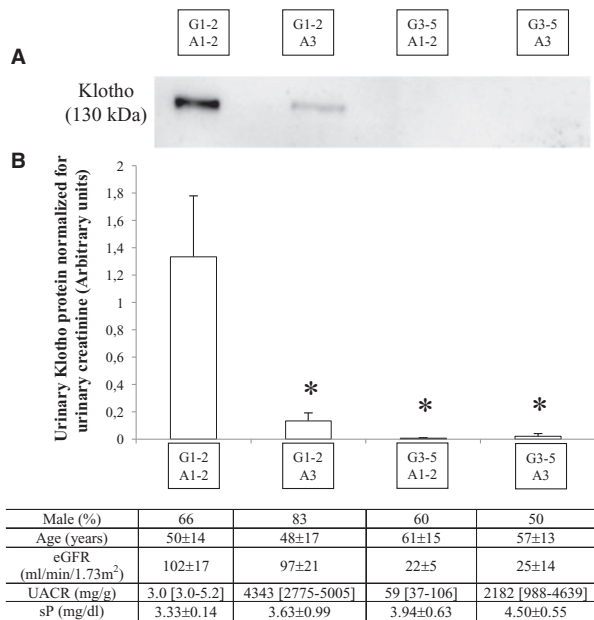 G1-2 G1-2 G3-5 G3-5
A1-2 A3 A1-2 A3
A
Klotho
(130 kDa)
B
Urinary Klotho protein normalized for
urinary creatinine (Arbitrary units)
2
1,8
1,6
1,4
1,2
1
0,8
0,6
0,4
0,2
0
* * *
G1-2 G1-2 G3-5 G3-5
A1-2 A3 A1-2 A3
Male (%) 66 83 60 50
Age (years) 50±14 48±17 61±15 57±13
eGFR
(ml/min/1.73m²) 102±17 97±21 22±5 25±14
UACR (mg/g) 3.0 [3.0-5.2] 4343 [2775-5005] 59 [37-106] 2182 [988-4639]
sP (mg/dl) 3.33±0.14 3.63±0.99 3.94±0.63 4.50±0.55